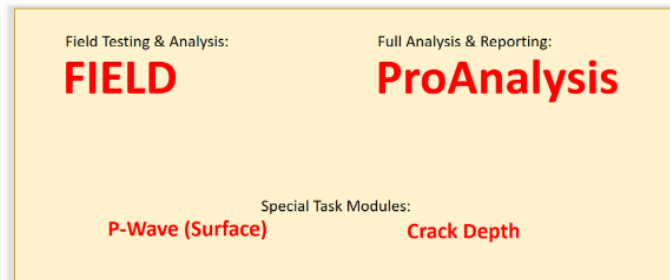 Field Testing & Analysis:
FIELD
Full Analysis & Reporting:
ProAnalysis
Special Task Modules:
P-Wave (Surface)
Crack Depth